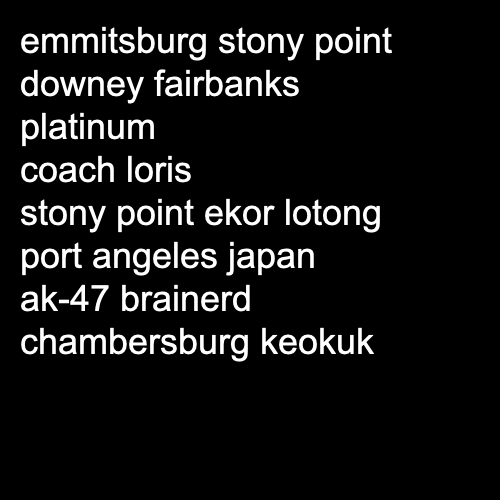 emmitsburg stony point
downey fairbanks
platinum
coach loris
stony point ekor lotong
port angeles japan
ak-47 brainerd
chambersburg keokuk